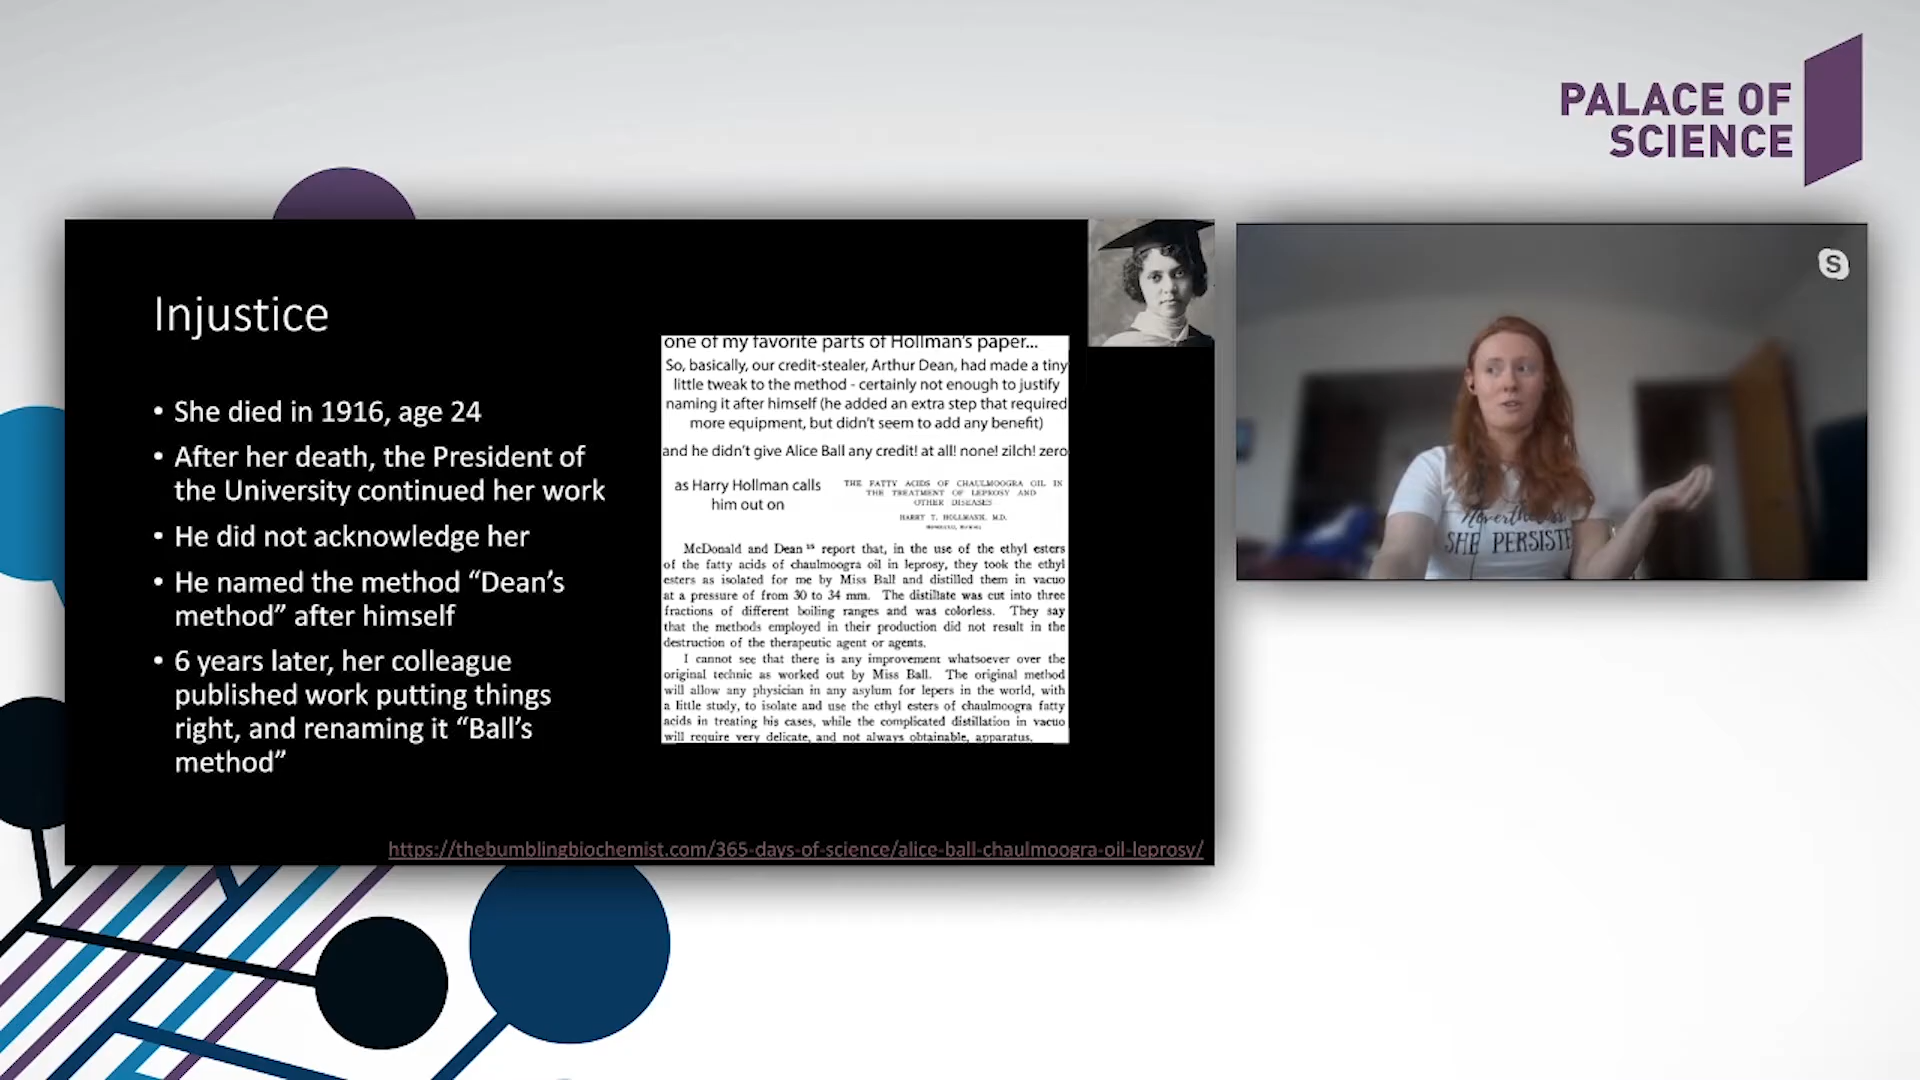 PALACE OF
SCIENCE
Injustice
• She died in 1916, age 24
• After her death, the President of
the University continued her work
• He did not acknowledge her
• He named the method “Dean’s
method” after himself
• 6 years later, her colleague
published work putting things
right, and renaming it “Ball’s
method”
one of my favorite parts of Hollman's paper...
So, basically, our credit-stealer, Arthur Dean, had made a tiny
little tweak to the method - certainly not enough to justify
naming it after himself (he added an extra step that required
more equipment, but didn't seem to add any benefit)
and he didn't give Alice Ball any credit! at all! none! zilch! zero
as Harry Hollman calls
him out on
THE FATTY ACIDS OF CHAULMOOGRA OIL IN
THE TREATMENT OF LEPROSY AND
OTHER DISEASES
HARRY T. HOLLMANN, M.D.
McDonald and Dean 15 report that, in the use of the ethyl esters
of the fatty acids of chaulmoogra oil in leprosy, they took the ethyl
esters as isolated for me by Miss Ball and distilled them in vacuo
at a pressure of from 30 to 34 mm. The distillate was cut into three
fractions of different boiling ranges and was colorless. They say
that the methods employed in their production did not result in the
destruction of the therapeutic agent or agents.
I cannot see that there is any improvement whatsoever over the
original technic as worked out by Miss Ball. The original method
will allow any physician in any asylum for lepers in the world, with
a little study, to isolate and use the ethyl esters of chaulmoogra fatty
acids in treating his cases, while the complicated distillation in vacuo
will require very delicate, and not always obtainable, apparatus.
https://thebumblingbiochemist.com/365-days-of-science/alice-ball-chaulmoogra-oil-leprosy/
S
SHE PERSISTE